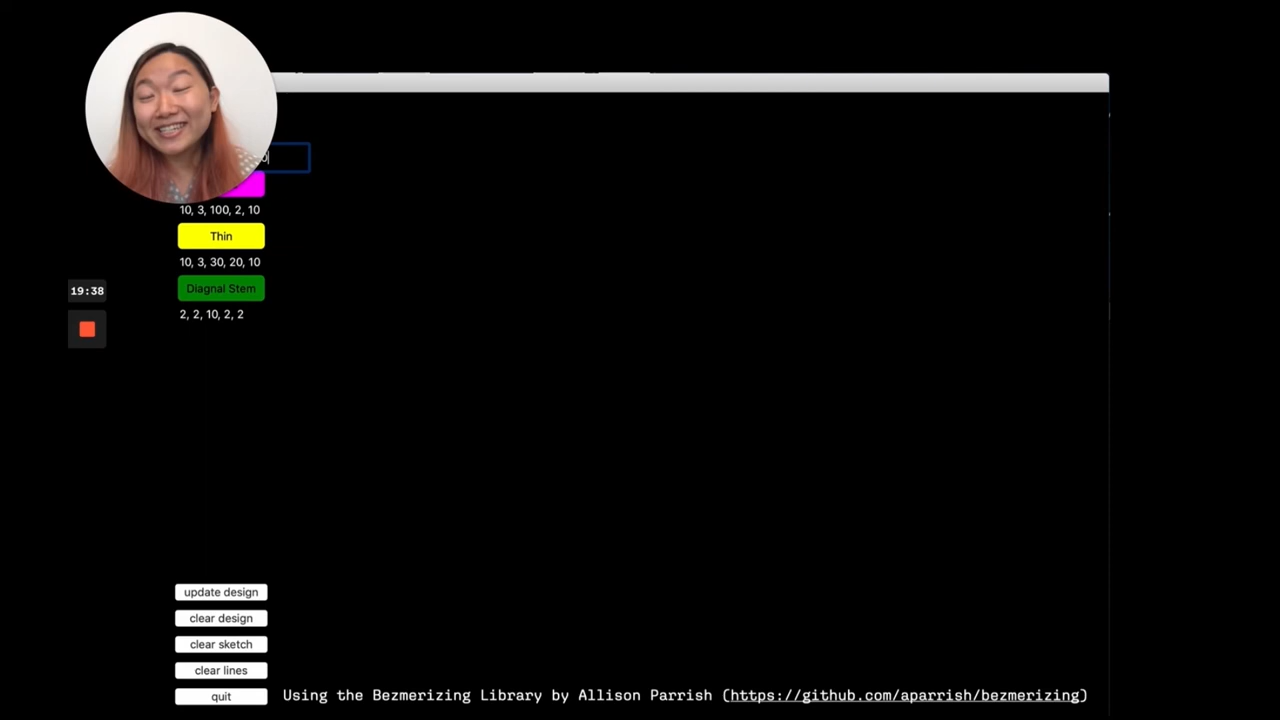 10, 3, 100, 2, 10
Thin
10, 3, 30, 20, 10
Diagnal Stem
19:38
2, 2, 10, 2, 2
update design
clear design
clear sketch
clear lines
quit
Using the Bezmerizing Library by Allison Parrish (https://github.com/aparrish/bezmerizing)